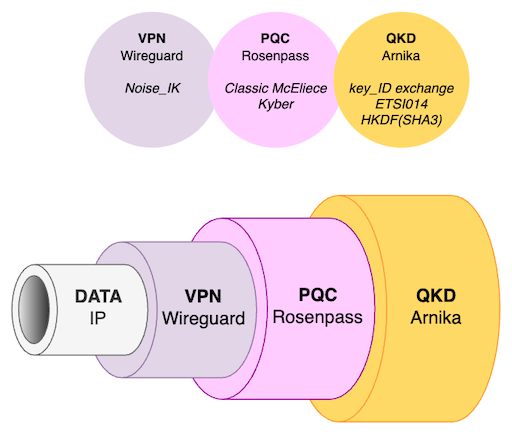 VPN
Wireguard
Noise_IK
PQC
Rosenpass
Classic McEliece
Kyber
QKD
Arnika
key_ID exchange
ETSI014
HKDF(SHA3)
DATA
IP
VPN
Wireguard
PQC
Rosenpass
QKD
Arnika